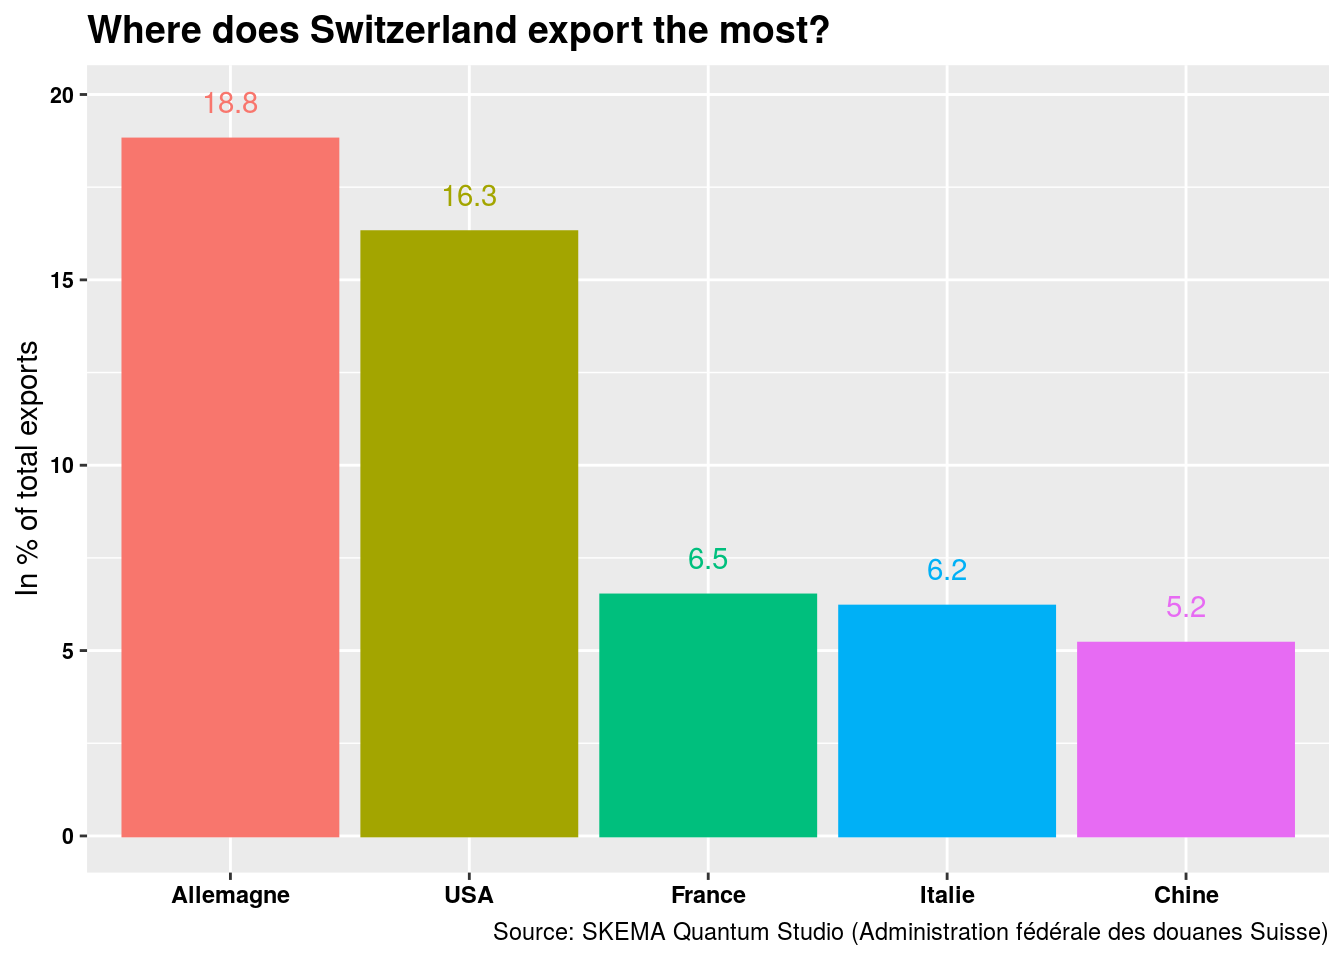 Where does Switzerland export the most?
In % of total exports
20
15
10
5
0
18.8
16.3
6.5
6.2
5.2
Allemagne
USA
France
Italie
Chine
Source: SKEMA Quantum Studio (Administration fédérale des douanes Suisse)